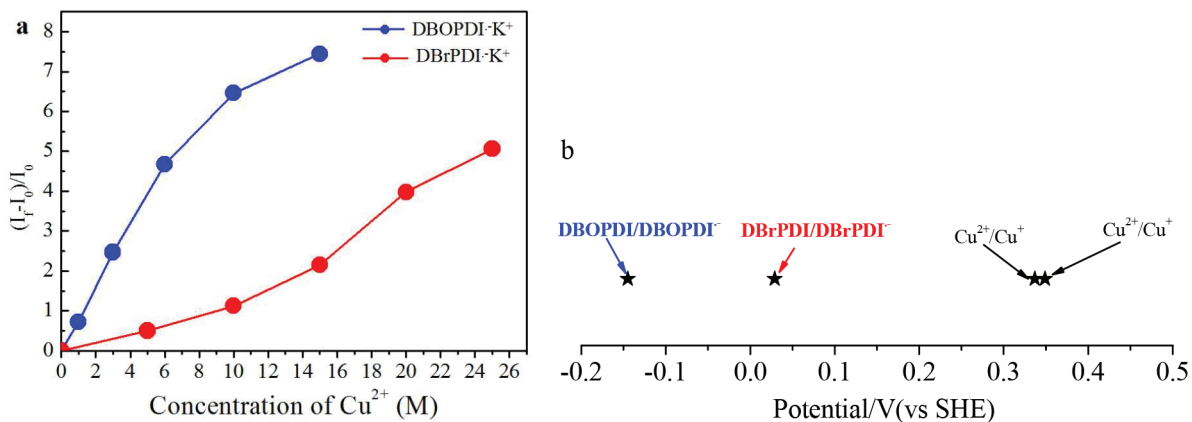 a
DBOPDI·-K⁺
DBrPDI·-K⁺
(I_f-I_0)/I_0
8
7
6
5
4
3
2
1
0
0 2 4 6 8 10 12 14 16 18 20 22 24 26
Concentration of Cu²⁺ (M)
b
DBOPDI/DBOPDI·⁻
DBrPDI/DBrPDI·⁻
Cu²⁺/Cu⁺
Cu²⁺/Cu⁺
-0.2 -0.1 0.0 0.1 0.2 0.3 0.4 0.5
Potential/V(vs SHE)